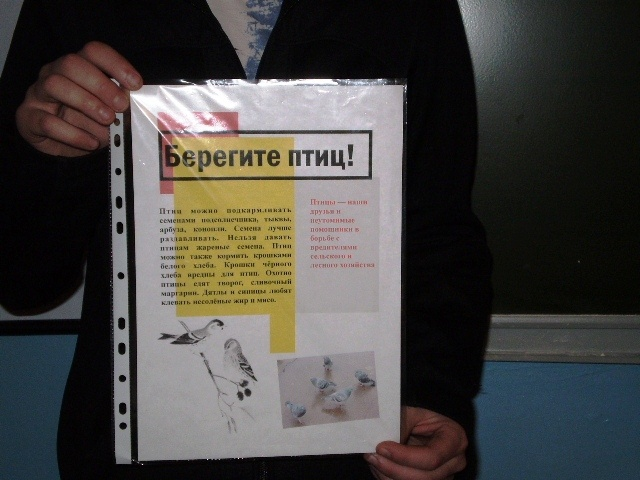 Берегите птиц!
Птиц можно подкармливать
семенами подсолнечника, тыквы,
арбуза, конопли. Семена лучше
раздавливать. Нельзя давать
птицам жареные семена. Птиц
можно также кормить крошками
белого хлеба. Крошки чёрного
хлеба вредны для птиц. Охотно
птицы едят творог, сливочный
маргарин. Дятлы и синицы любят
клевать несолёные жир и мясо.
Птицы — наши
друзья и
неутомимые
помощники в
борьбе с
вредителями
сельского и
лесного хозяйства